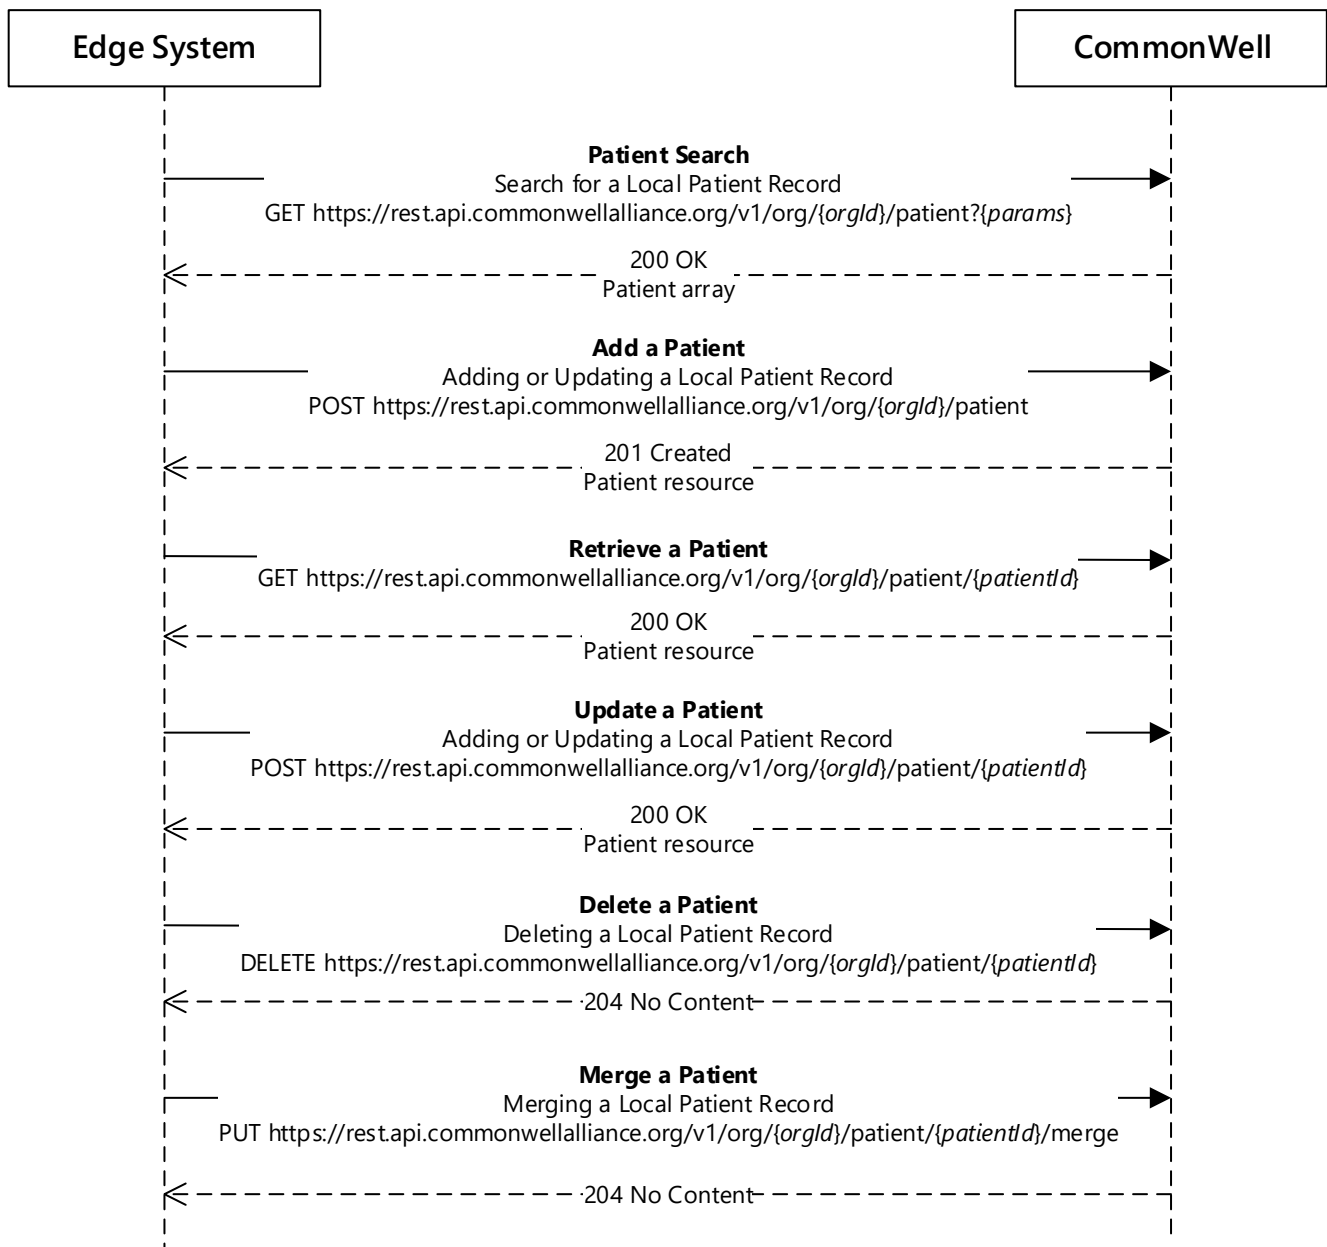 Edge System
CommonWell
Patient Search
Search for a Local Patient Record
GET https://rest.api.commonwellalliance.org/v1/org/{orgId}/patient?{params}
200 OK
Patient array
Add a Patient
Adding or Updating a Local Patient Record
POST https://rest.api.commonwellalliance.org/v1/org/{orgId}/patient
201 Created
Patient resource
Retrieve a Patient
GET https://rest.api.commonwellalliance.org/v1/org/{orgId}/patient/{patientId}
200 OK
Patient resource
Update a Patient
Adding or Updating a Local Patient Record
POST https://rest.api.commonwellalliance.org/v1/org/{orgId}/patient/{patientId}
200 OK
Patient resource
Delete a Patient
Deleting a Local Patient Record
DELETE https://rest.api.commonwellalliance.org/v1/org/{orgId}/patient/{patientId}
204 No Content
Merge a Patient
Merging a Local Patient Record
PUT https://rest.api.commonwellalliance.org/v1/org/{orgId}/patient/{patientId}/merge
204 No Content